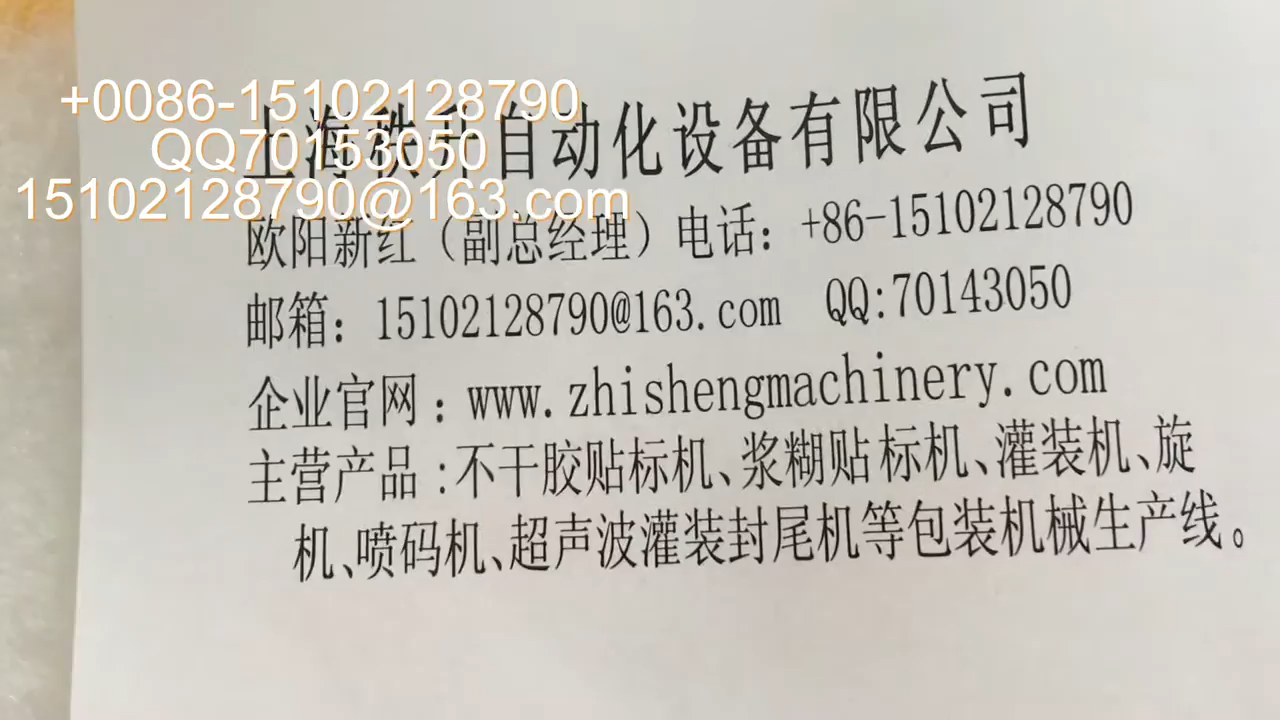 +0086-15102128790
QQ70153050
15102128790@163.com
上海秩升自动化设备有限公司
欧阳新红（副总经理）电话：+86-15102128790
邮箱：15102128790@163.com QQ:70143050
企业官网：www.zhishengmachinery.com
主营产品：不干胶贴标机、浆糊贴标机、灌装机、旋
机、喷码机、超声波灌装封尾机等包装机械生产线。